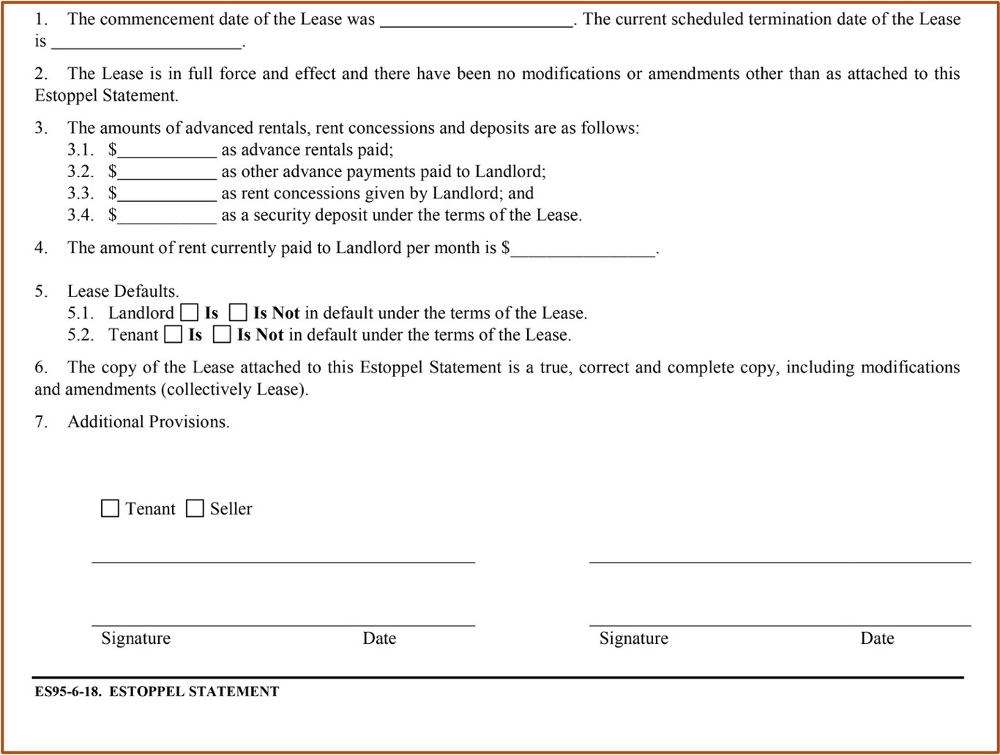 1. The commencement date of the Lease was ______________________. The current scheduled termination date of the Lease
is ______________________.
2. The Lease is in full force and effect and there have been no modifications or amendments other than as attached to this
Estoppel Statement.
3. The amounts of advanced rentals, rent concessions and deposits are as follows:
3.1. $___________ as advance rentals paid;
3.2. $___________ as other advance payments paid to Landlord;
3.3. $___________ as rent concessions given by Landlord; and
3.4. $___________ as a security deposit under the terms of the Lease.
4. The amount of rent currently paid to Landlord per month is $________________.
5. Lease Defaults.
5.1. Landlord ☐ Is ☐ Is Not in default under the terms of the Lease.
5.2. Tenant ☐ Is ☐ Is Not in default under the terms of the Lease.
6. The copy of the Lease attached to this Estoppel Statement is a true, correct and complete copy, including modifications
and amendments (collectively Lease).
7. Additional Provisions.
☐ Tenant ☐ Seller
Signature Date Signature Date
ES95-6-18. ESTOPPEL STATEMENT